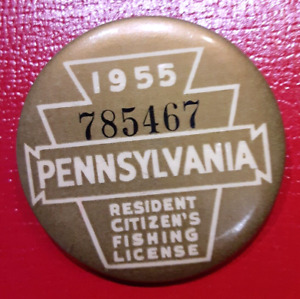 1955
785467
PENNSYLVANIA
RESIDENT
CITIZEN'S
FISHING
LICENSE